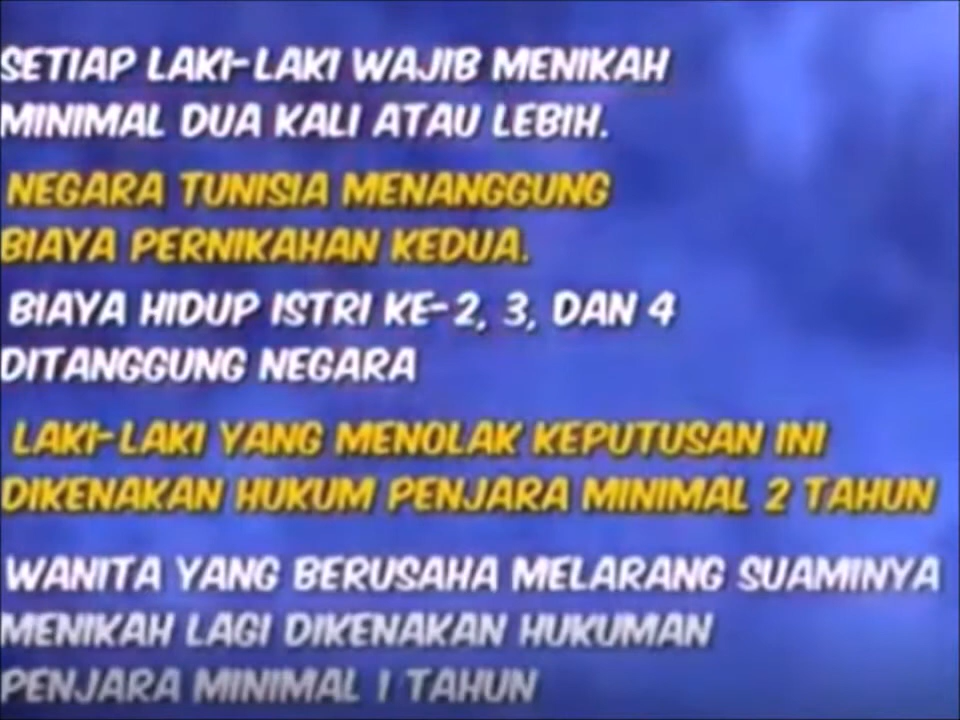 SETIAP LAKI-LAKI WAJIB MENIKAH
MINIMAL DUA KALI ATAU LEBIH.
NEGARA TUNISIA MENANGGUNG
BIAYA PERNIKAHAN KEDUA.
BIAYA HIDUP ISTRI KE-2, 3, DAN 4
DITANGGUNG NEGARA
LAKI-LAKI YANG MENOLAK KEPUTUSAN INI
DIKENAKAN HUKUM PENJARA MINIMAL 2 TAHUN
WANITA YANG BERUSAHA MELARANG SUAMINYA
MENIKAH LAGI DIKENAKAN HUKUMAN
PENJARA MINIMAL 1 TAHUN